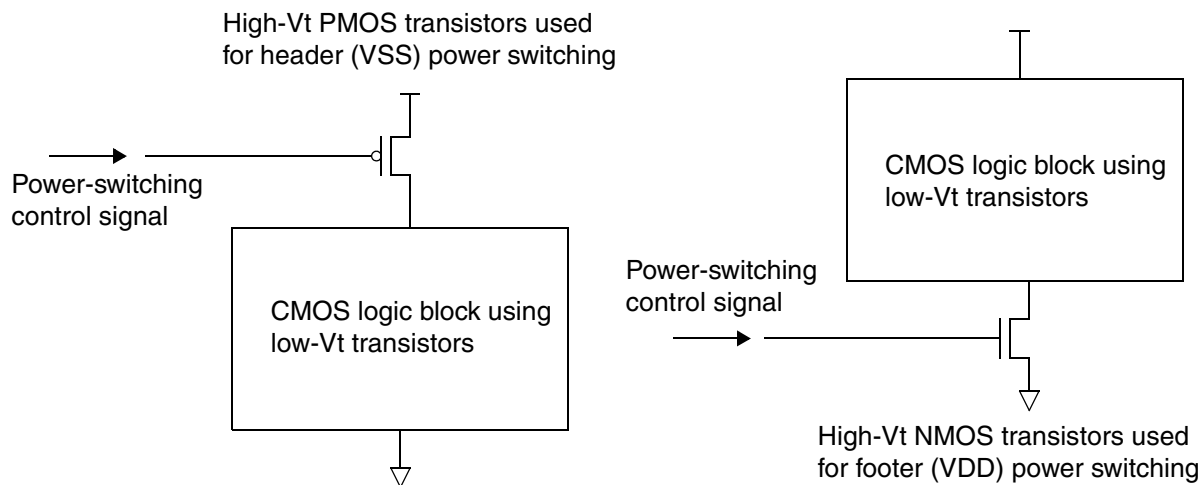 High-Vt PMOS transistors used
for header (VSS) power switching
Power-switching
control signal
CMOS logic block using
low-Vt transistors
CMOS logic block using
low-Vt transistors
Power-switching
control signal
High-Vt NMOS transistors used
for footer (VDD) power switching